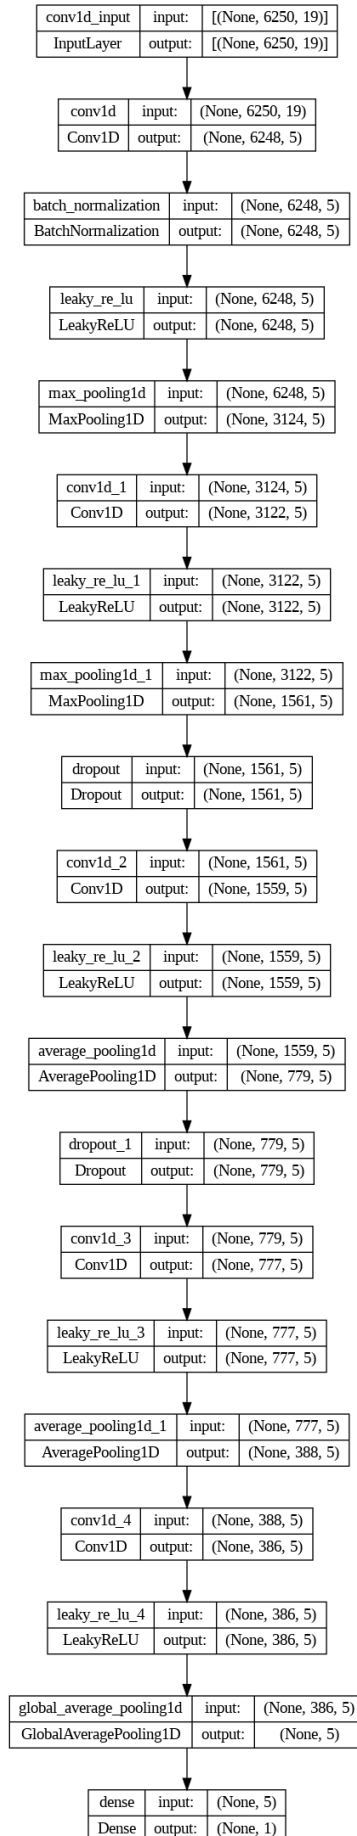 conv1d_input input: [(None, 6250, 19)]
InputLayer output: [(None, 6250, 19)]
conv1d input: (None, 6250, 19)
Conv1D output: (None, 6248, 5)
batch_normalization input: (None, 6248, 5)
BatchNormalization output: (None, 6248, 5)
leaky_re_lu input: (None, 6248, 5)
LeakyReLU output: (None, 6248, 5)
max_pooling1d input: (None, 6248, 5)
MaxPooling1D output: (None, 3124, 5)
conv1d_1 input: (None, 3124, 5)
Conv1D output: (None, 3122, 5)
leaky_re_lu_1 input: (None, 3122, 5)
LeakyReLU output: (None, 3122, 5)
max_pooling1d_1 input: (None, 3122, 5)
MaxPooling1D output: (None, 1561, 5)
dropout input: (None, 1561, 5)
Dropout output: (None, 1561, 5)
conv1d_2 input: (None, 1561, 5)
Conv1D output: (None, 1559, 5)
leaky_re_lu_2 input: (None, 1559, 5)
LeakyReLU output: (None, 1559, 5)
average_pooling1d input: (None, 1559, 5)
AveragePooling1D output: (None, 779, 5)
dropout_1 input: (None, 779, 5)
Dropout output: (None, 779, 5)
conv1d_3 input: (None, 779, 5)
Conv1D output: (None, 777, 5)
leaky_re_lu_3 input: (None, 777, 5)
LeakyReLU output: (None, 777, 5)
average_pooling1d_1 input: (None, 777, 5)
AveragePooling1D output: (None, 388, 5)
conv1d_4 input: (None, 388, 5)
Conv1D output: (None, 386, 5)
leaky_re_lu_4 input: (None, 386, 5)
LeakyReLU output: (None, 386, 5)
global_average_pooling1d input: (None, 386, 5)
GlobalAveragePooling1D output: (None, 5)
dense input: (None, 5)
Dense output: (None, 1)